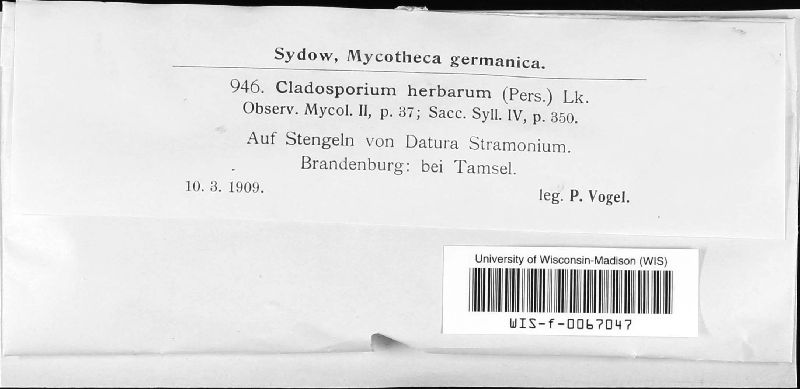 Sydow, Mycotheca germanica.
946. Cladosporium herbarum (Pers.) Lk.
Observ. Mycol. II, p. 37; Sacc. Syll. IV, p. 350.
Auf Stengeln von Datura Stramonium.
Brandenburg: bei Tamsel.
10. 3. 1909. leg. P. Vogel.
University of Wisconsin-Madison (WIS)
WIS-f-0067047